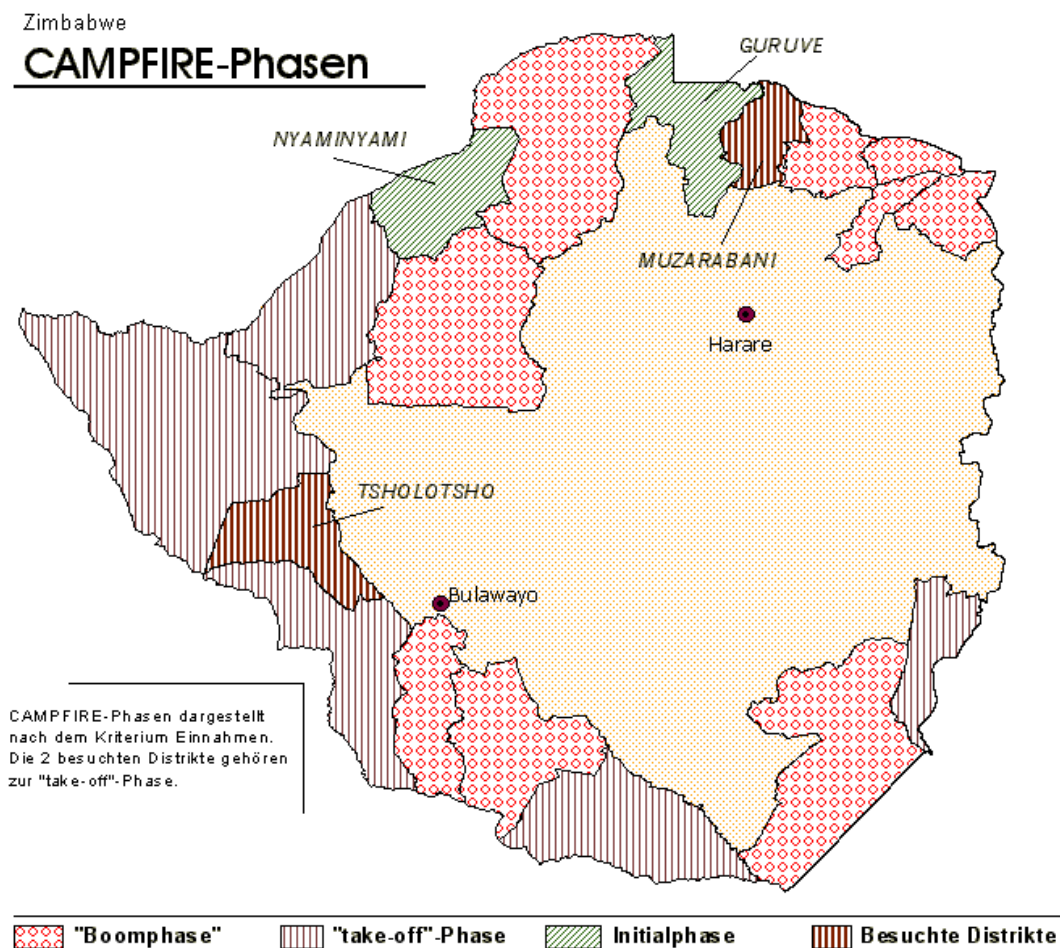 Zimbabwe
CAMPFIRE-Phasen
GURUVE
NYAMINYAMI
MUZARABANI
Harare
TSHOLOTSHO
Bulawayo
CAMPFIRE-Phasen dargestellt
nach dem Kriterium Einnahmen.
Die 2 besuchten Distrikte gehören
zur "take-off"-Phase.
"Boomphase" "take-off"-Phase Initialphase Besuchte Distrikte